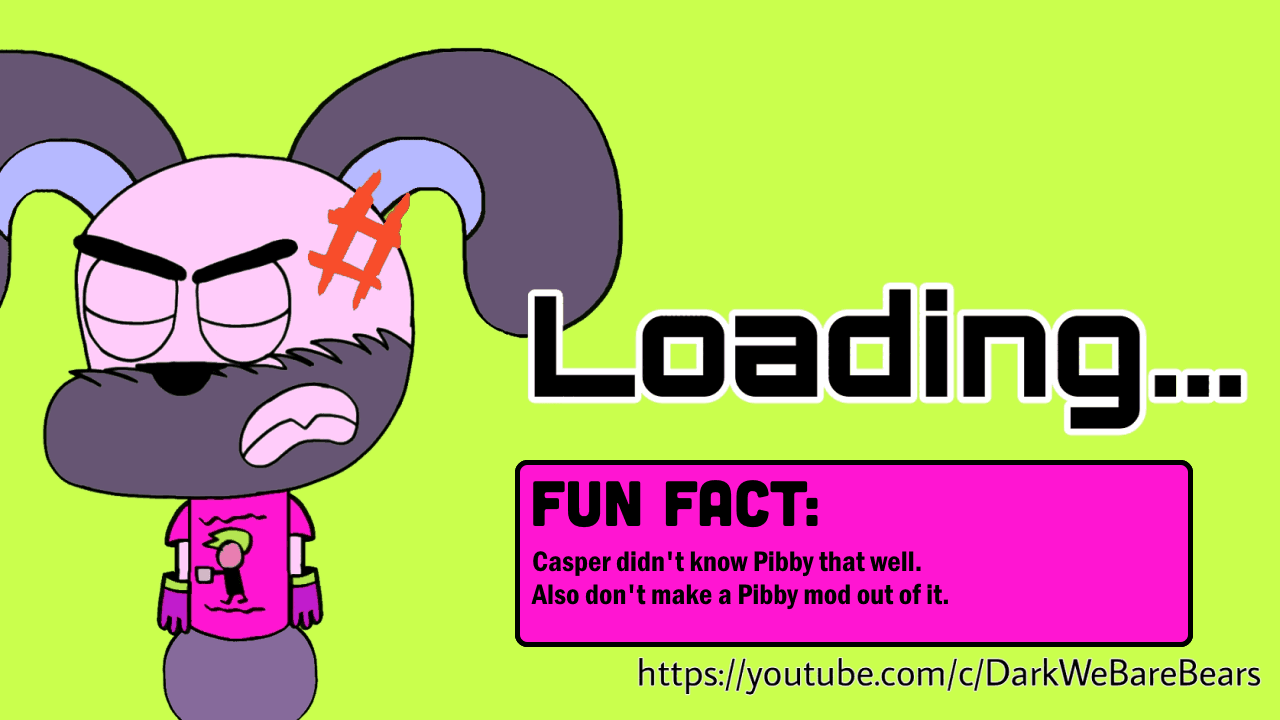 Loading...
FUN FACT:
Casper didn't know Pibby that well.
Also don't make a Pibby mod out of it.
https://youtube.com/c/DarkWeBareBears